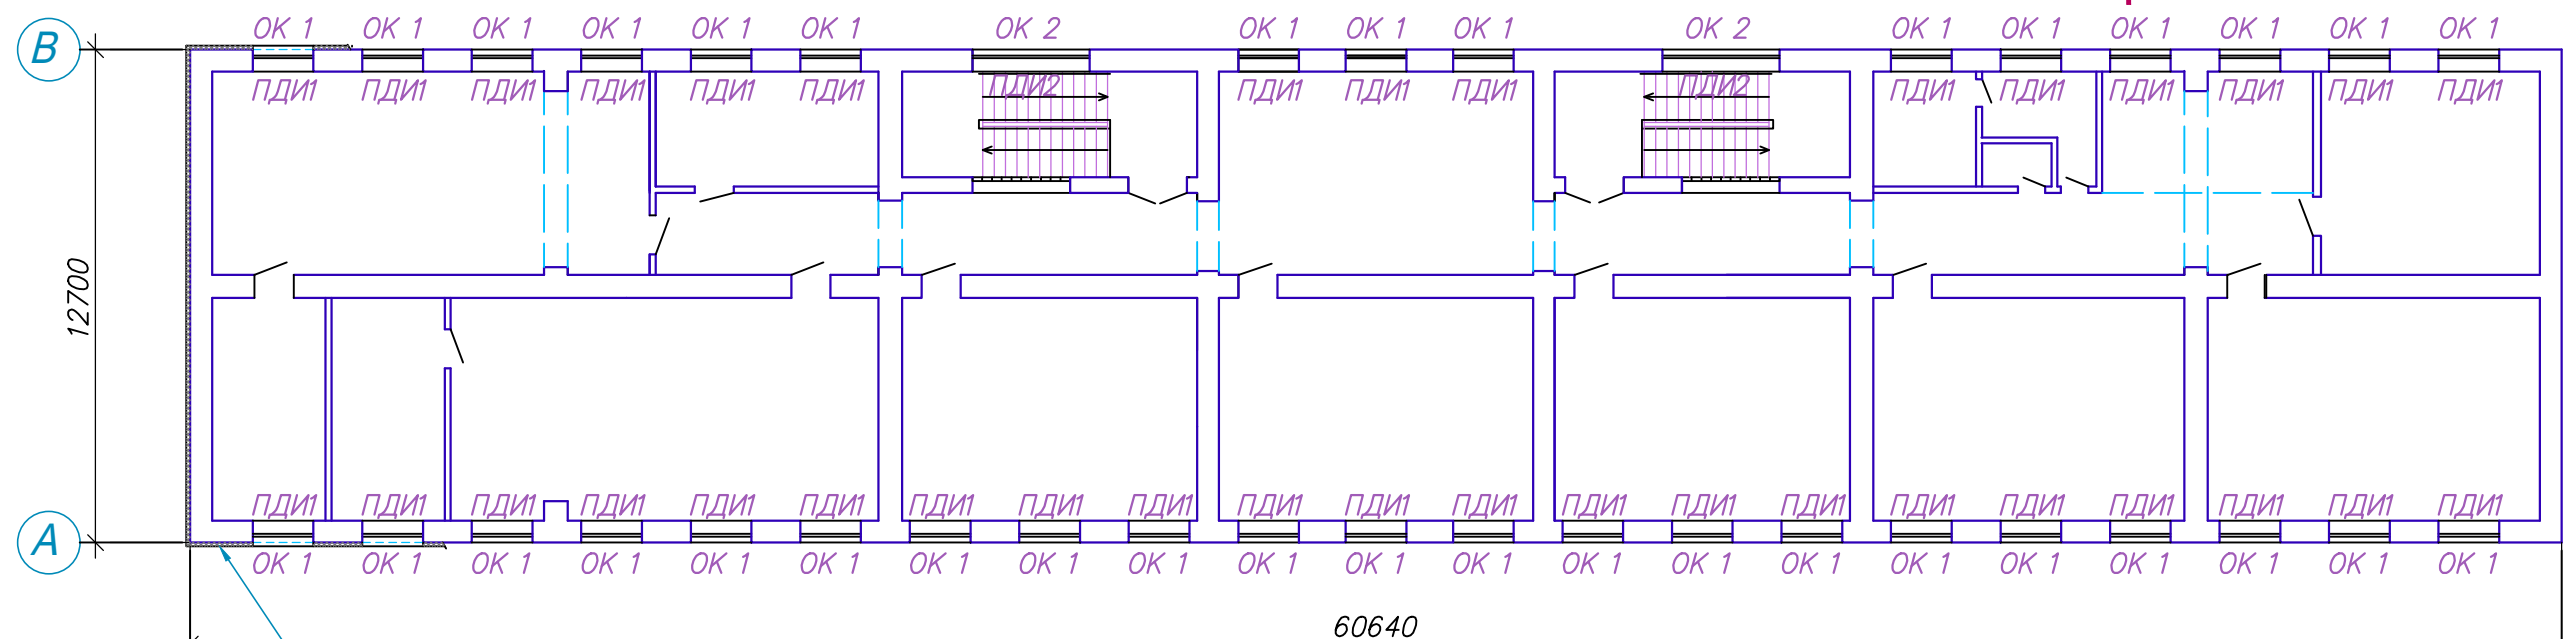 ОК 1 ОК 1 ОК 1 ОК 1 ОК 1 ОК 1 ОК 2 ОК 1 ОК 1 ОК 1 ОК 2 ОК 1 ОК 1 ОК 1 ОК 1 ОК 1 ОК 1
В
ПДИ1 ПДИ1 ПДИ1 ПДИ1 ПДИ1 ПДИ1 ПДИ2 ПДИ1 ПДИ1 ПДИ1 ПДИ2 ПДИ1 ПДИ1 ПДИ1 ПДИ1 ПДИ1 ПДИ1
12700
ПДИ1 ПДИ1 ПДИ1 ПДИ1 ПДИ1 ПДИ1 ПДИ1 ПДИ1 ПДИ1 ПДИ1 ПДИ1 ПДИ1 ПДИ1 ПДИ1 ПДИ1 ПДИ1 ПДИ1 ПДИ1 ПДИ1 ПДИ1 ПДИ1
А
ОК 1 ОК 1 ОК 1 ОК 1 ОК 1 ОК 1 ОК 1 ОК 1 ОК 1 ОК 1 ОК 1 ОК 1 ОК 1 ОК 1 ОК 1 ОК 1 ОК 1 ОК 1 ОК 1 ОК 1 ОК 1
60640